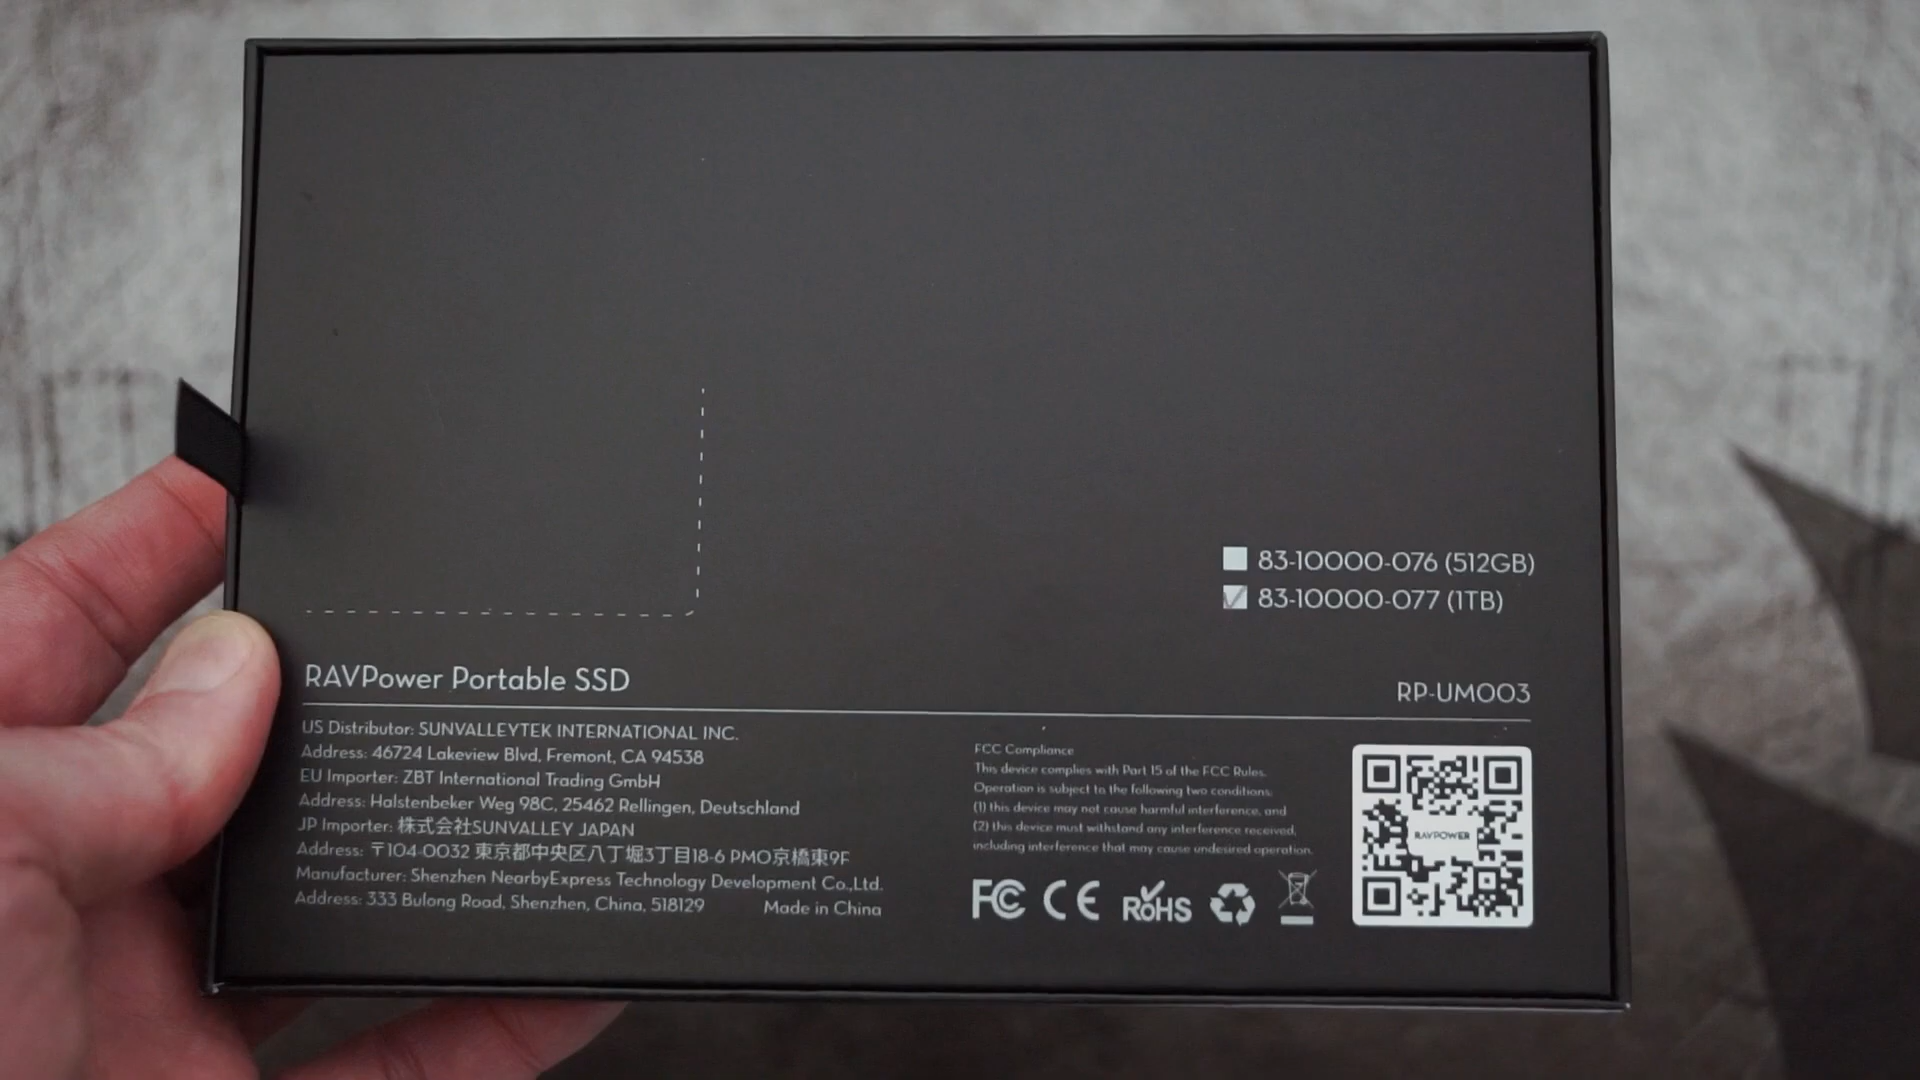 83-10000-076 (512GB)
83-10000-077 (1TB)
RAVPower Portable SSD
RP-UM003
US Distributor: SUNVALLEYTEK INTERNATIONAL INC.
Address: 46724 Lakeview Blvd, Fremont, CA 94538
EU Importer: ZBT International Trading GmbH
Address: Halstenbeker Weg 98C, 25462 Rellingen, Deutschland
JP Importer: 株式会社SUNVALLEY JAPAN
Address: 〒104-0032 東京都中央区八丁堀3丁目18-6 PMO京橋東9F
Manufacturer: Shenzhen NearbyExpress Technology Development Co.,Ltd.
Address: 333 Bulong Road, Shenzhen, China, 518129
Made in China
FCC Compliance
This device complies with Part 15 of the FCC Rules.
Operation is subject to the following two conditions:
(1) this device may not cause harmful interference, and
(2) this device must withstand any interference received,
including interference that may cause undesired operation.
FC CE RoHS
RAVPOWER